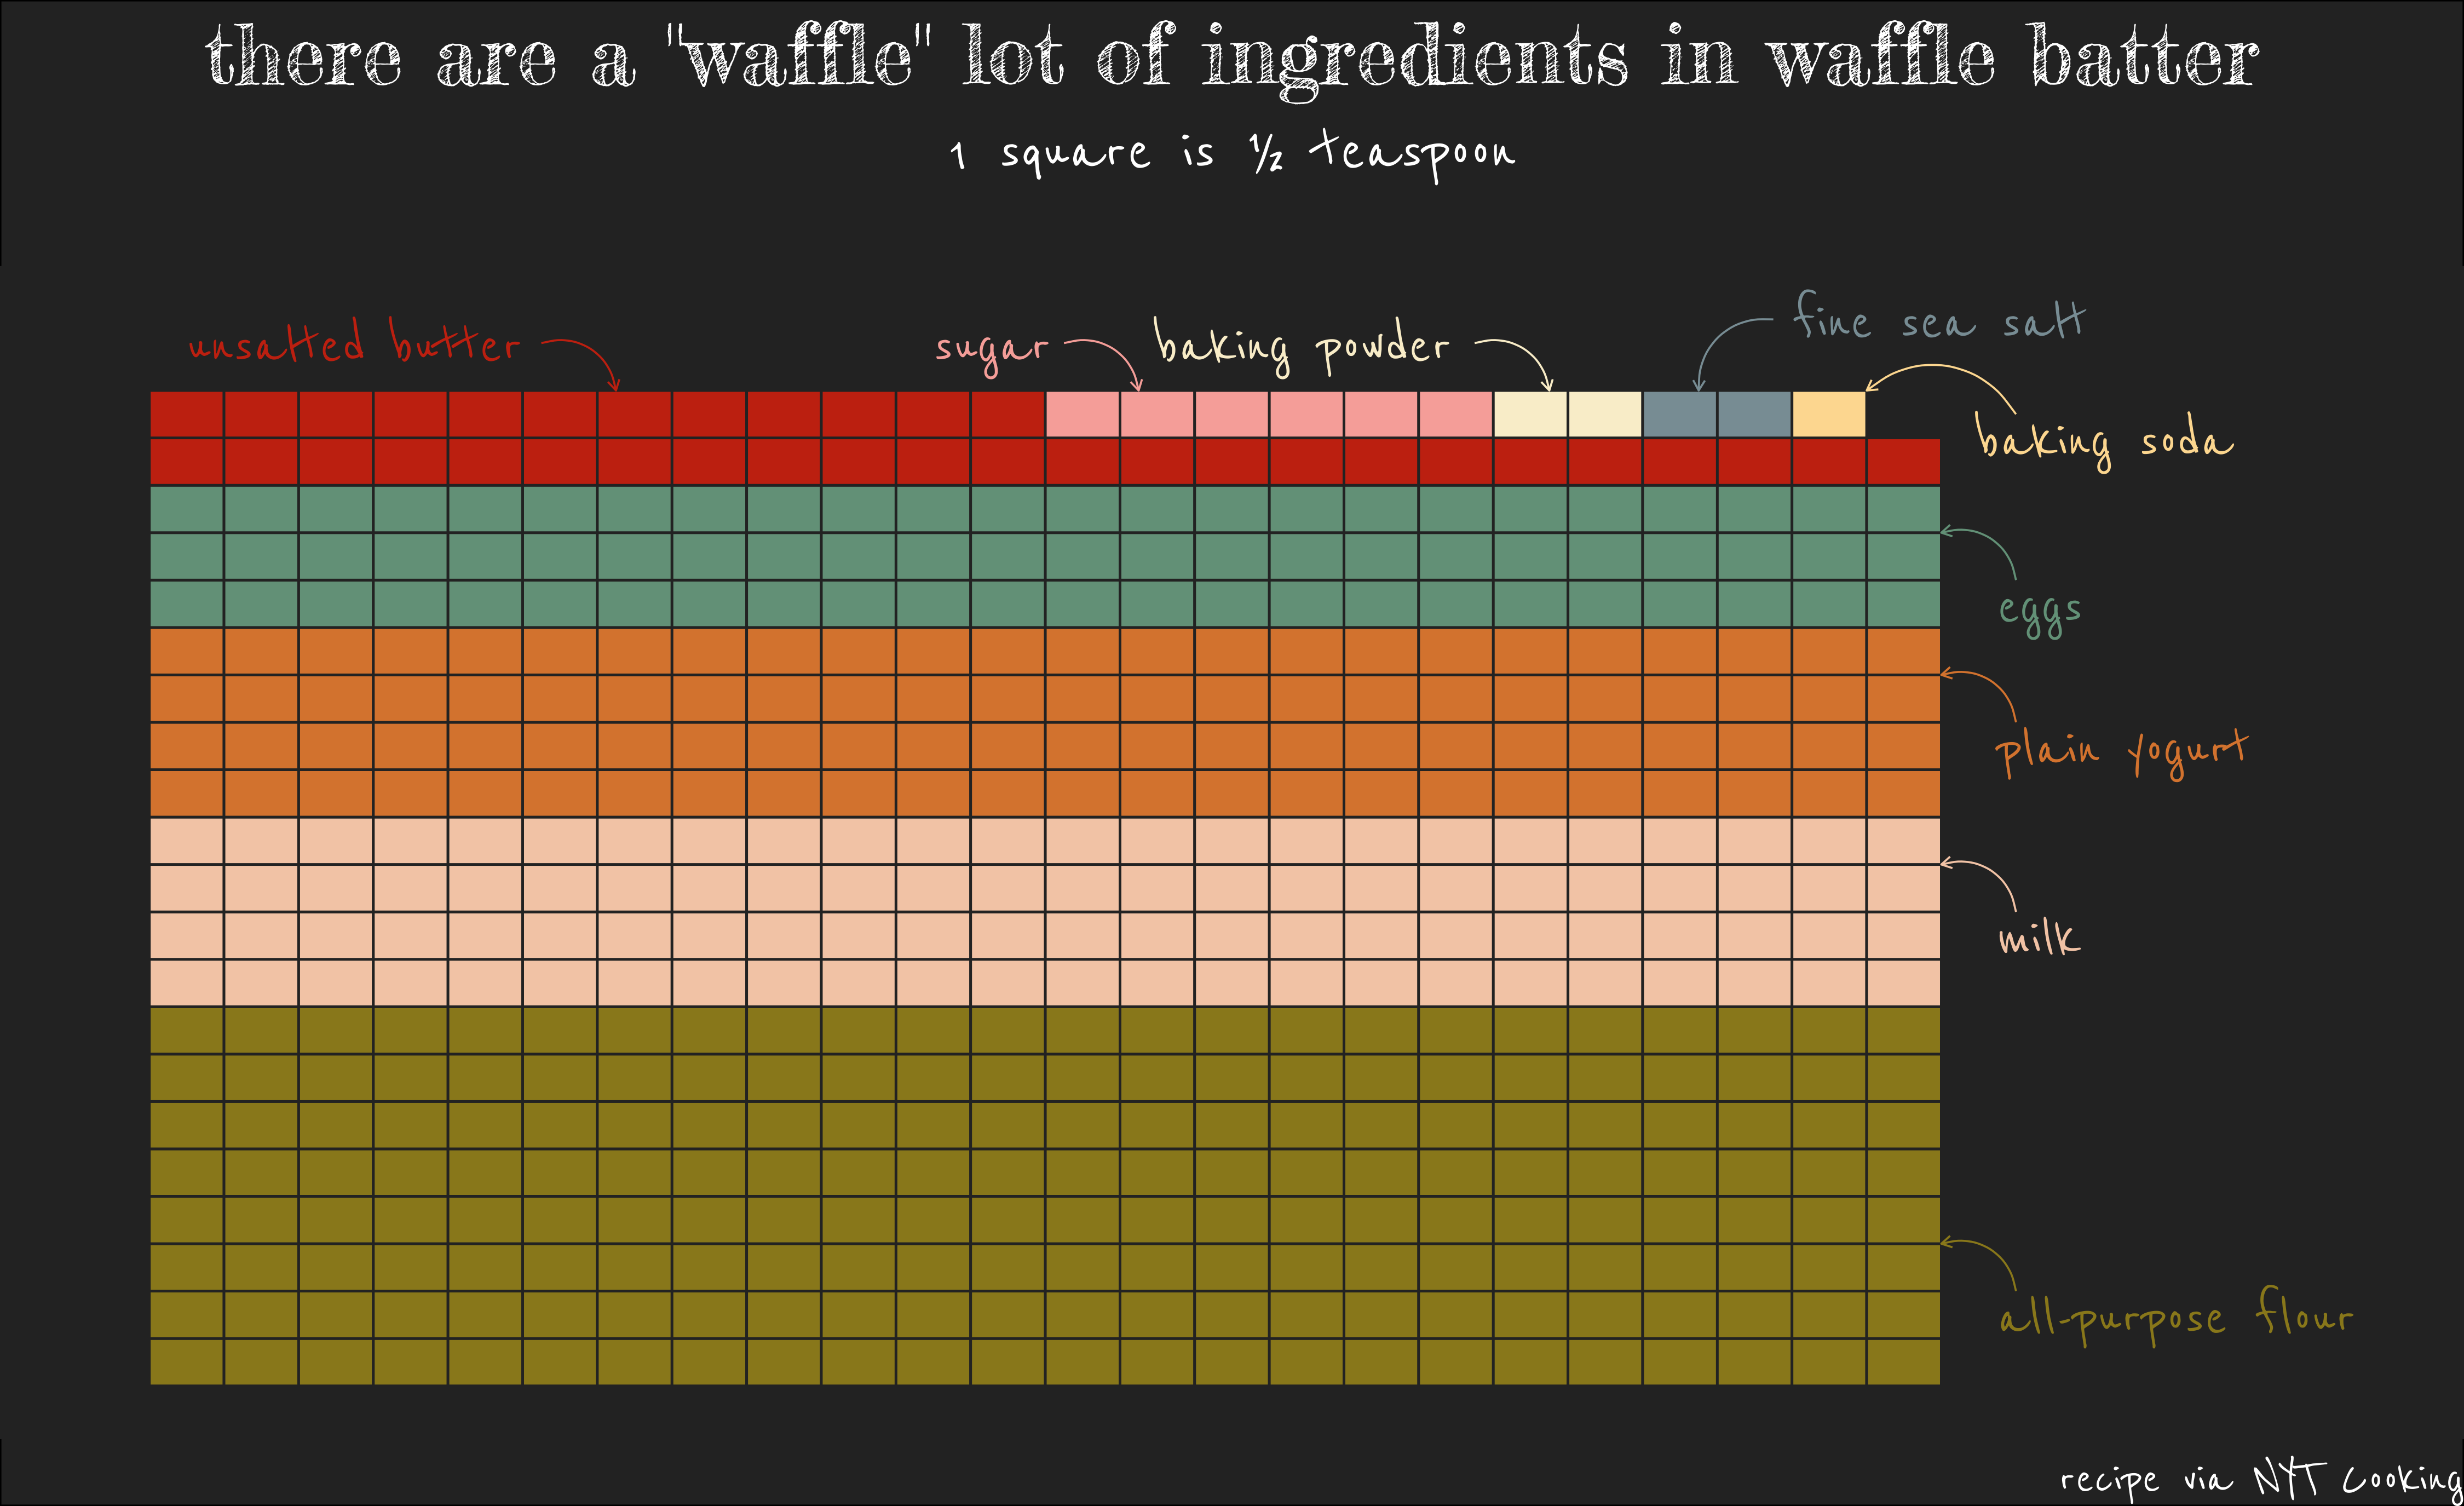 there are a "waffle" lot of ingredients in waffle batter
1 square is ½ teaspoon
unsalted butter
sugar
baking powder
fine sea salt
baking soda
eggs
plain yogurt
milk
all-purpose flour
recipe via NYT Cooking